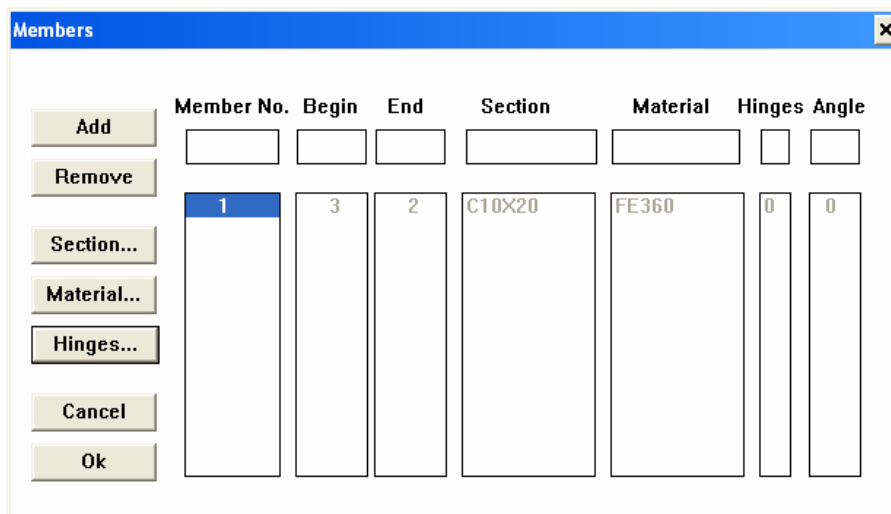 Members
Member No. Begin End Section Material Hinges Angle
Add
Remove
1 3 2 C10X20 FE360 0 0
Section...
Material...
Hinges...
Cancel
Ok